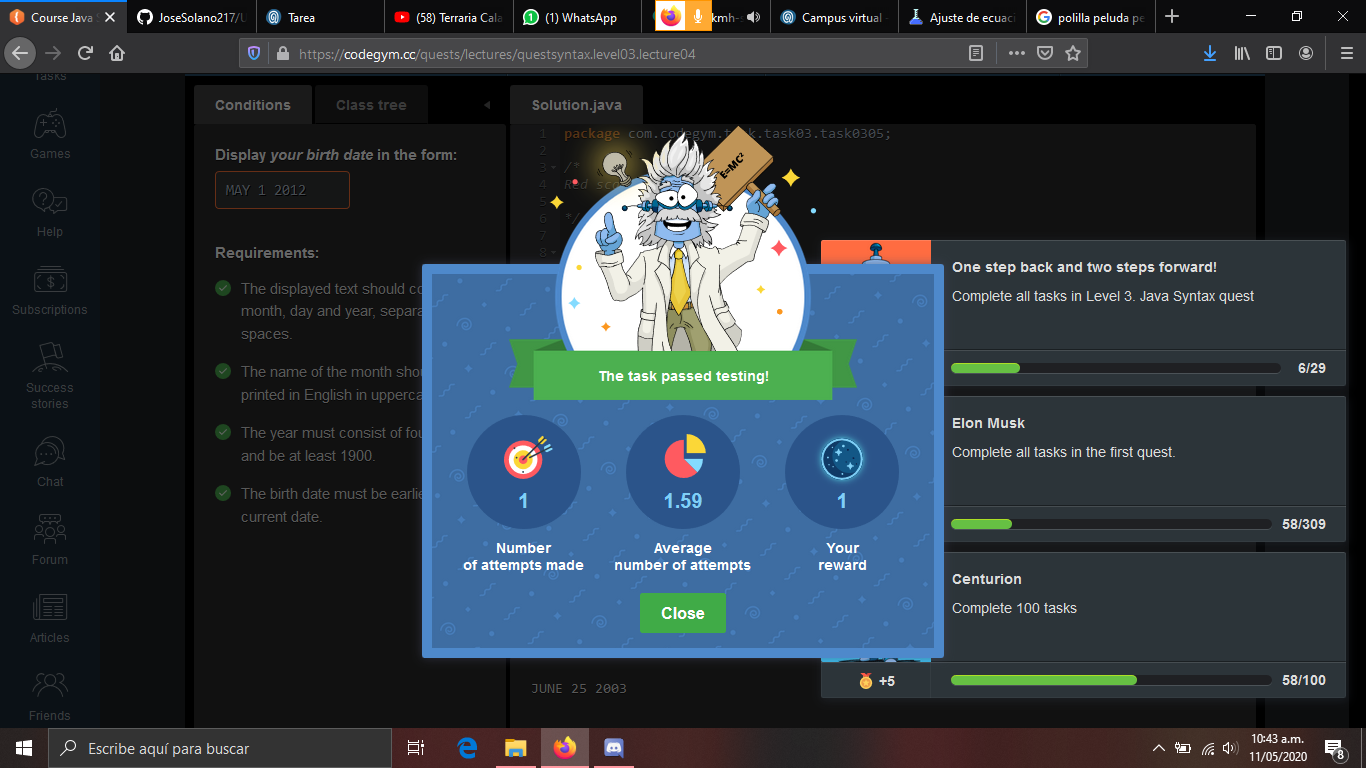 Course Java S
JoseSolano217/U
Tarea
(58) Terraria Cala
(1) WhatsApp
kmh-s
Campus virtual
Ajuste de ecuaci
polilla peluda pe
https://codegym.cc/quests/lectures/questsyntax.level03.lecture04
Tasks
Games
Help
Subscriptions
Success
stories
Chat
Forum
Articles
Friends
Conditions
Class tree
Display your birth date in the form:
MAY 1 2012
Requirements:
The displayed text should co
month, day and year, separa
spaces.
The name of the month shou
printed in English in upperca
The year must consist of fou
and be at least 1900.
The birth date must be earlie
current date.
Solution.java
1 package com.codegym.task.task03.task0305;
2
3 /*
4 Red sc
5
6 */
8
E=MC²
The task passed testing!
1
Number
of attempts made
1.59
Average
number of attempts
1
Your
reward
Close
JUNE 25 2003
One step back and two steps forward!
Complete all tasks in Level 3. Java Syntax quest
6/29
Elon Musk
Complete all tasks in the first quest.
58/309
Centurion
Complete 100 tasks
+5
58/100
Escribe aquí para buscar
10:43 a.m.
11/05/2020
8